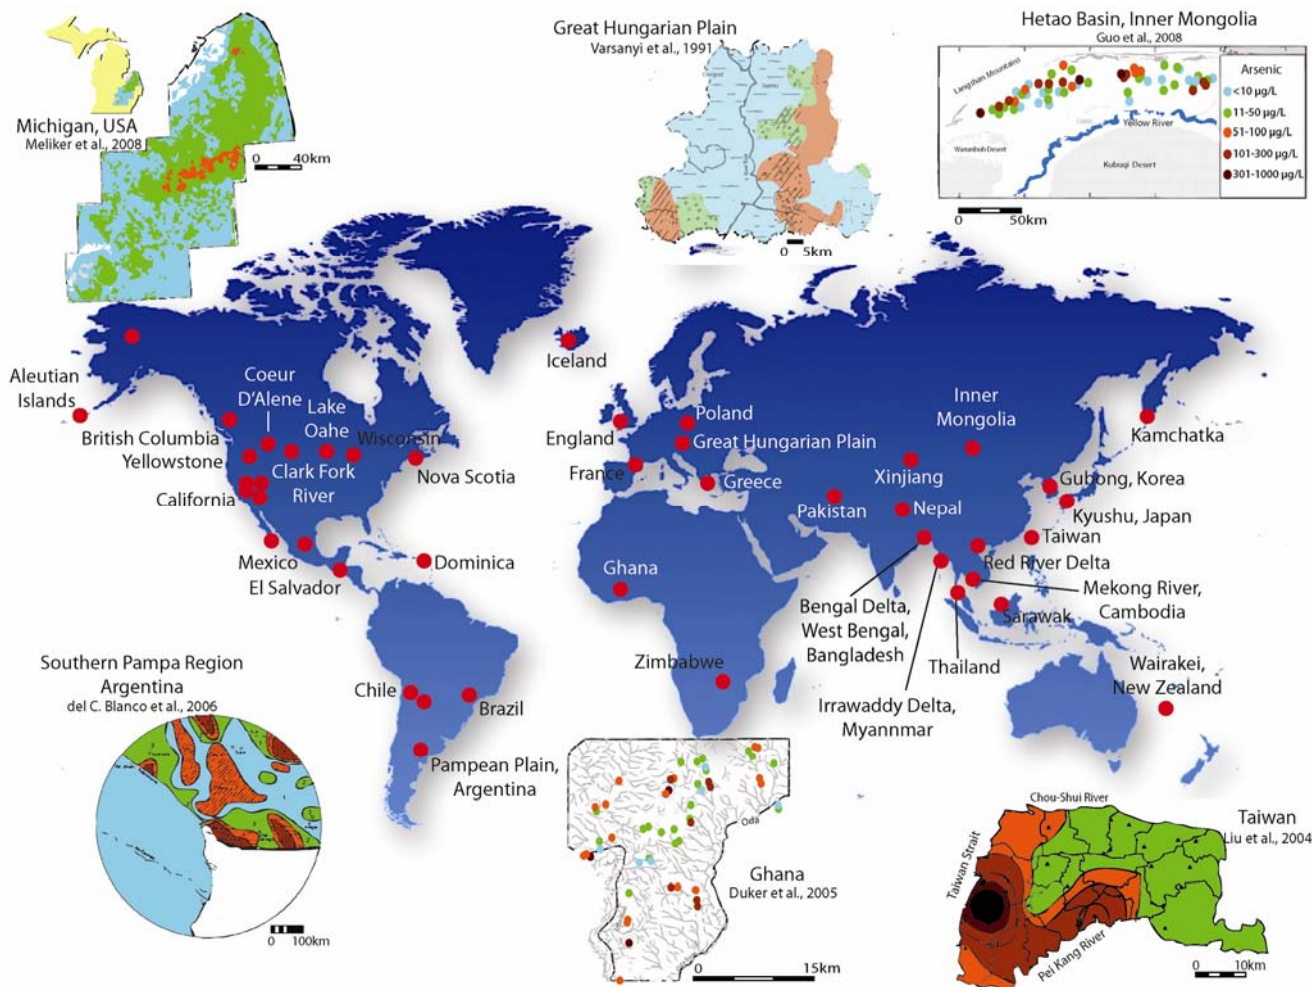 Michigan, USA
Meliker et al., 2008
0 40km
Great Hungarian Plain
Varsanyi et al., 1991
0 5km
Hetao Basin, Inner Mongolia
Guo et al., 2008
Langshan Mountains
Yellow River
Kubuqi Desert
0 50km
Arsenic
<10 µg/L
11-50 µg/L
51-100 µg/L
101-300 µg/L
301-1000 µg/L
Aleutian
Islands
British Columbia
Yellowstone
California
Coeur
D'Alene
Lake
Oahe
Wisconsin
Clark Fork
River
Nova Scotia
Mexico
El Salvador
Dominica
Iceland
England
France
Poland
Great Hungarian Plain
Greece
Inner
Mongolia
Xinjiang
Pakistan
Nepal
Kamchatka
Gubong, Korea
Kyushu, Japan
Taiwan
Red River Delta
Mekong River,
Cambodia
Sarawak
Thailand
Bengal Delta,
West Bengal,
Bangladesh
Irrawaddy Delta,
Myannmar
Wairakei,
New Zealand
Ghana
Zimbabwe
Chile
Brazil
Pampean Plain,
Argentina
Southern Pampa Region
Argentina
del C. Blanco et al., 2006
0 100km
Oda
Ghana
Duker et al., 2005
0 15km
Chou-Shui River
Taiwan
Liu et al., 2004
Taiwan Strait
Pei Kang River
0 10km